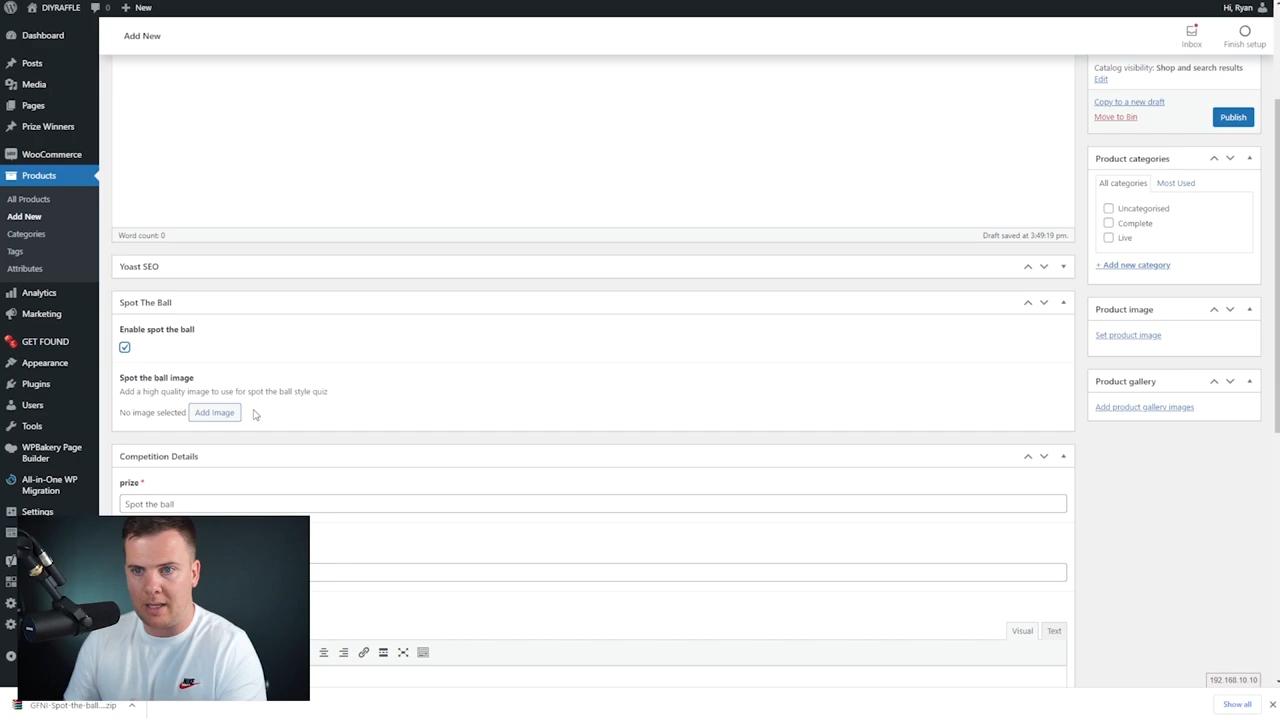 DIYRAFFLE
0
New
Hi, Ryan
Add New
Inbox
Finish setup
Dashboard
Posts
Media
Pages
Prize Winners
WooCommerce
Products
All Products
Add New
Categories
Tags
Attributes
Analytics
Marketing
GET FOUND
Appearance
Plugins
Users
Tools
WPBakery Page
Builder
All-in-One WP
Migration
Settings
Word count: 0
Draft saved at 3:49:19 pm.
Yoast SEO
Spot The Ball
Enable spot the ball
Spot the ball image
Add a high quality image to use for spot the ball style quiz
No image selected
Add Image
Competition Details
prize *
Spot the ball
Visual
Text
Catalog visibility: Shop and search results
Edit
Copy to a new draft
Move to Bin
Publish
Product categories
All categories
Most Used
Uncategorised
Complete
Live
+ Add new category
Product image
Set product image
Product gallery
Add product gallery images
192.168.10.10
GFNI-Spot-the-ball....zip
Show all